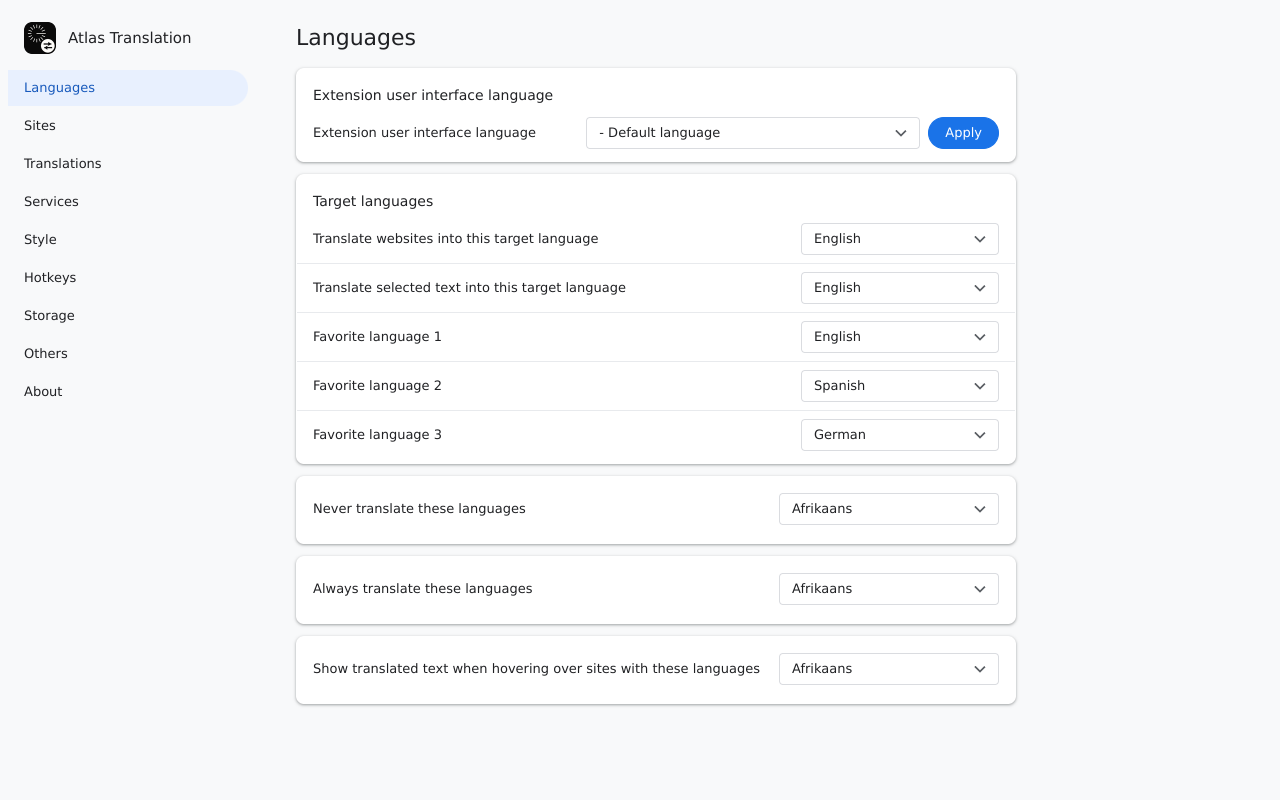 Atlas Translation
Languages
Sites
Translations
Services
Style
Hotkeys
Storage
Others
About
Languages
Extension user interface language
Extension user interface language
- Default language
Apply
Target languages
Translate websites into this target language
English
Translate selected text into this target language
English
Favorite language 1
English
Favorite language 2
Spanish
Favorite language 3
German
Never translate these languages
Afrikaans
Always translate these languages
Afrikaans
Show translated text when hovering over sites with these languages
Afrikaans